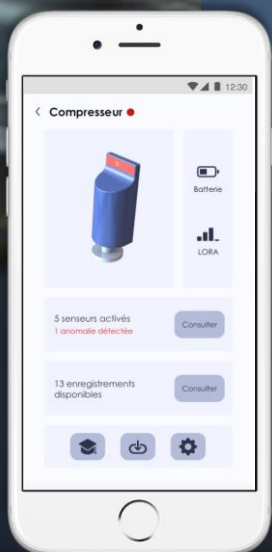 12:30
< Compresseur
Batterie
LORA
5 senseurs activés
1 anomalie détectée
Consulter
13 enregistrements
disponibles
Consulter